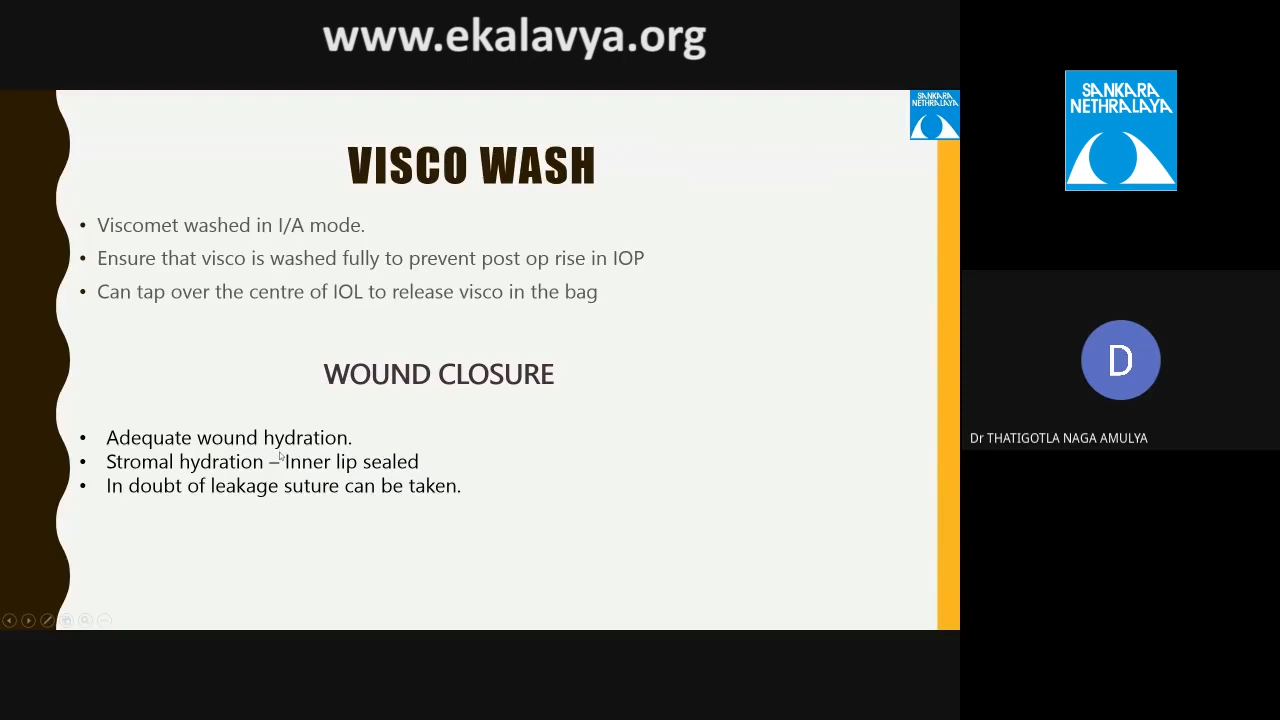 www.ekalavya.org
SANKARA
NETHRALAYA
VISCO WASH
• Viscomet washed in I/A mode.
• Ensure that visco is washed fully to prevent post op rise in IOP
• Can tap over the centre of IOL to release visco in the bag
WOUND CLOSURE
• Adequate wound hydration.
• Stromal hydration – Inner lip sealed
• In doubt of leakage suture can be taken.
SANKARA
NETHRALAYA
D
Dr THATIGOTLA NAGA AMULYA